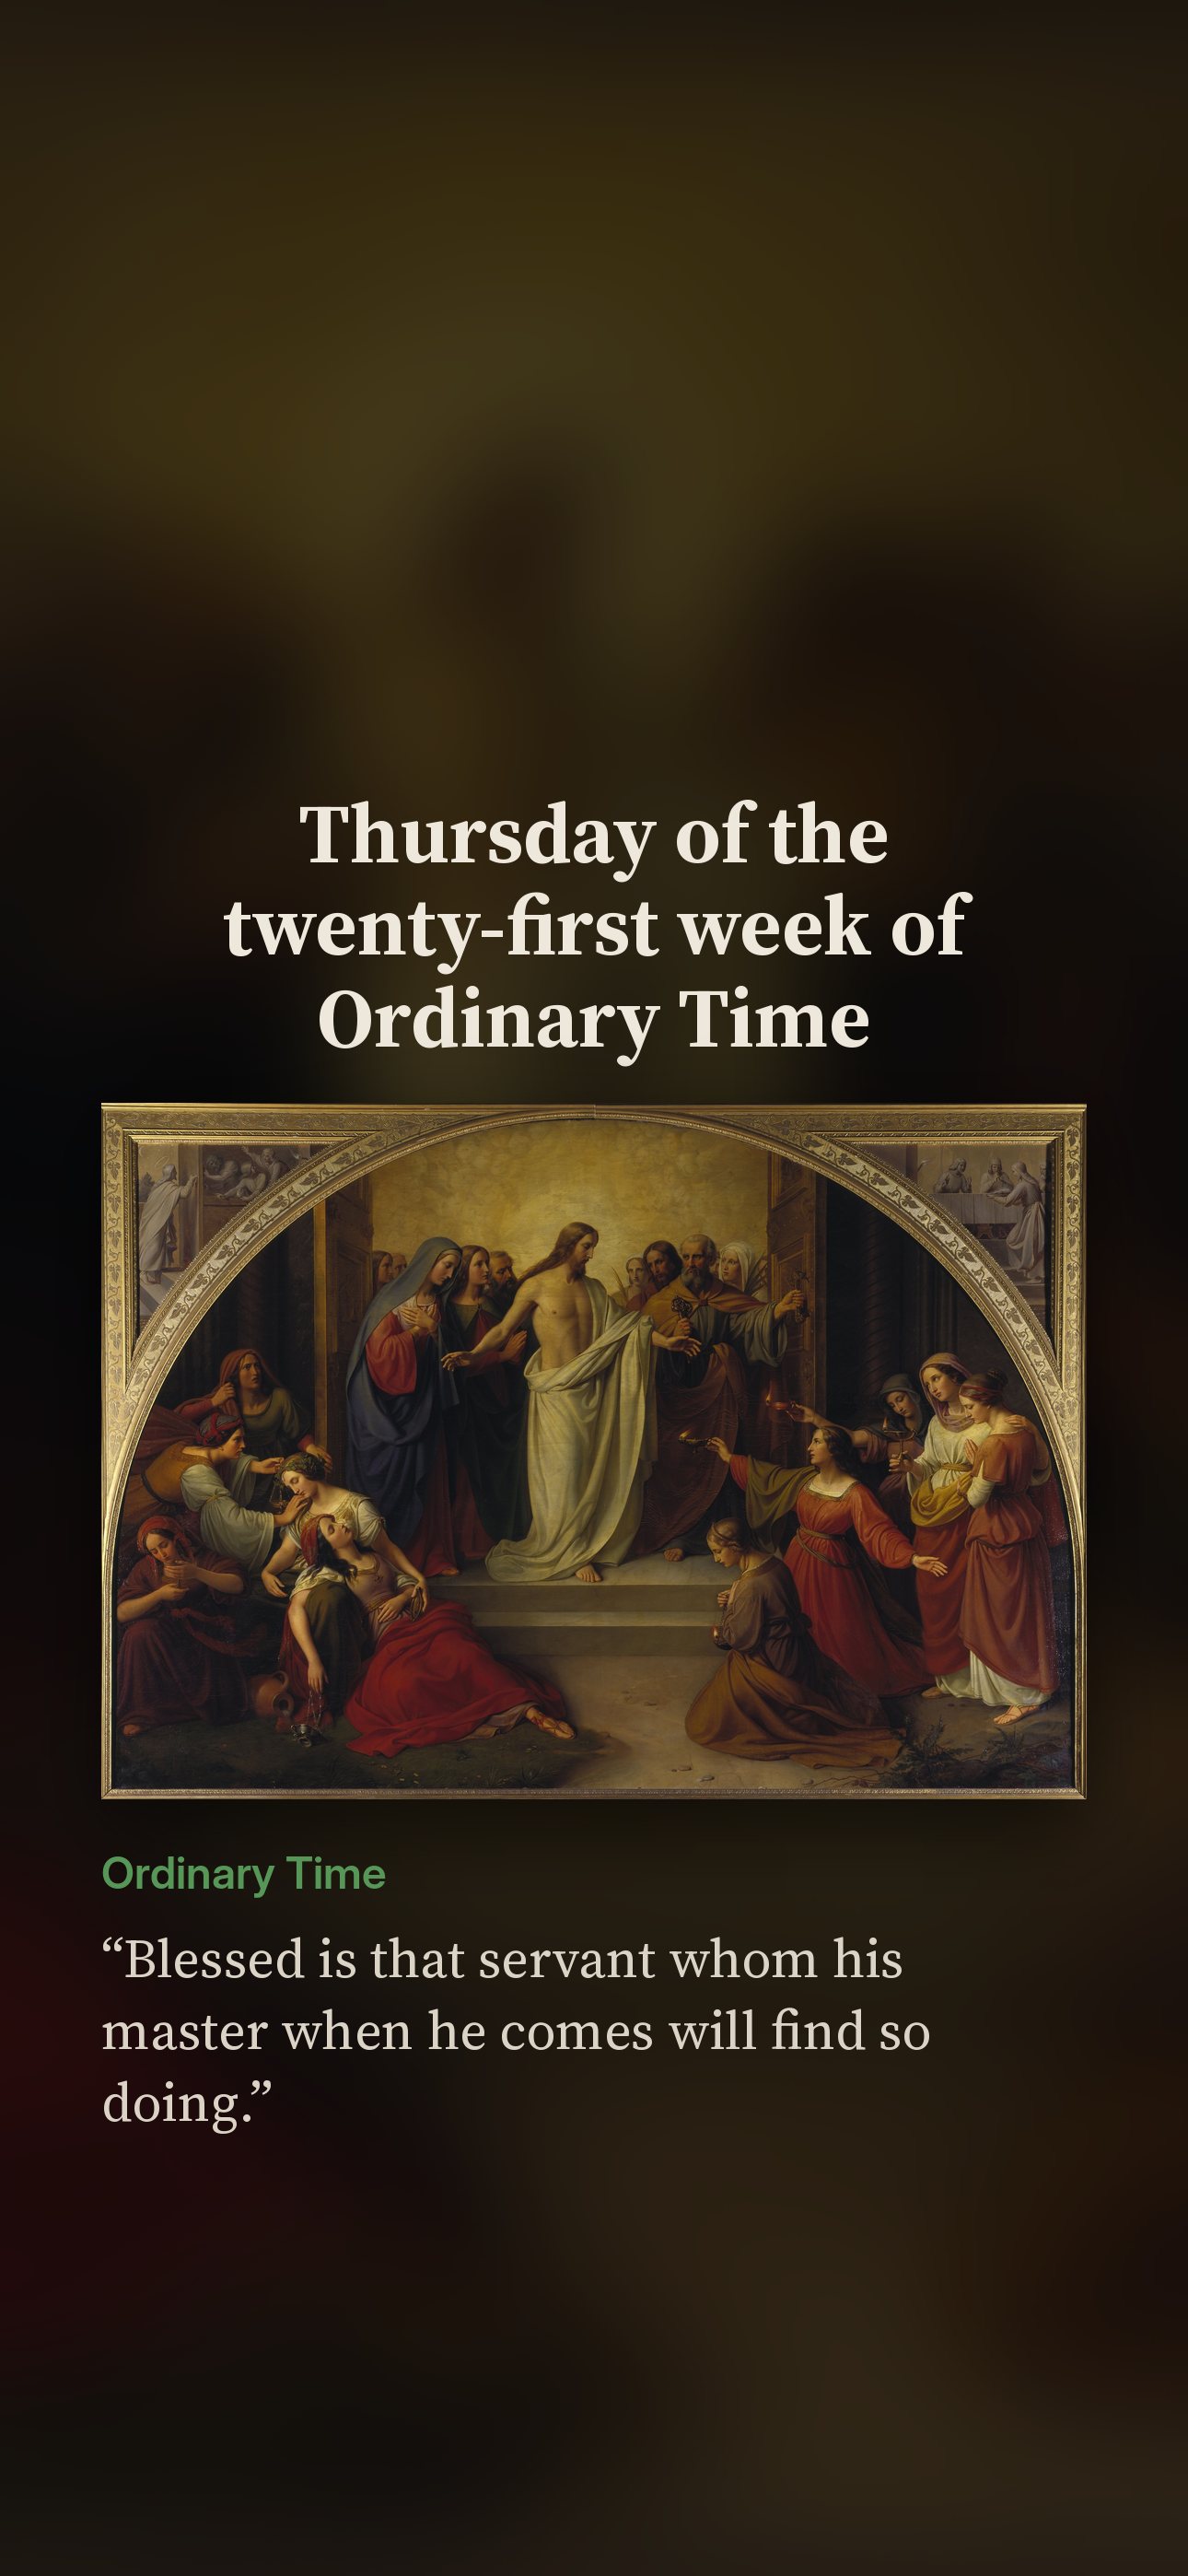 Thursday of the
twenty-first week of
Ordinary Time
Ordinary Time
“Blessed is that servant whom his
master when he comes will find so
doing.”